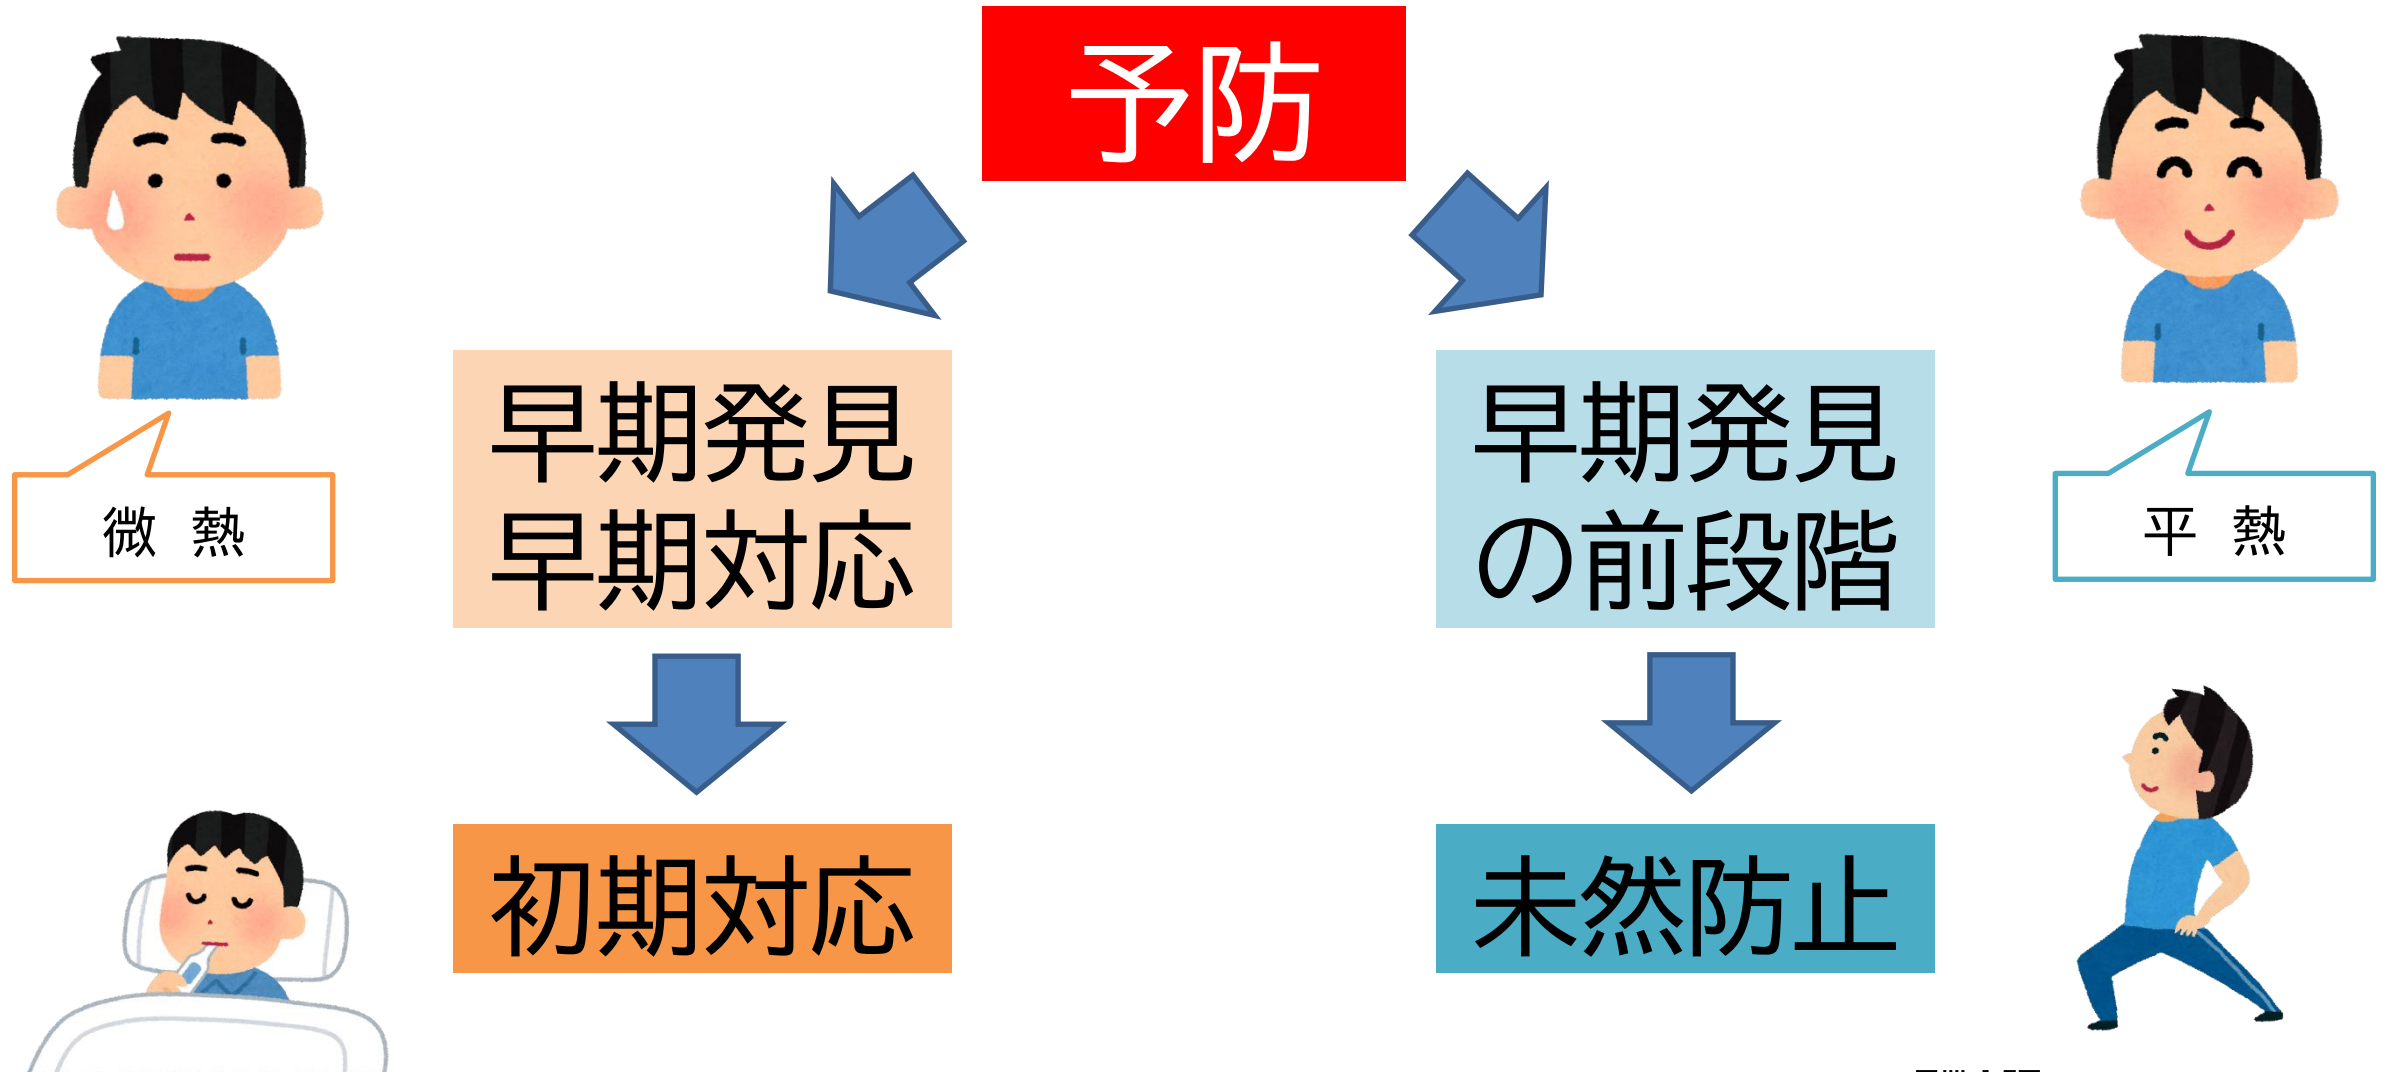 予防
早期発見
早期対応
早期発見
の前段階
微 熱
平 熱
初期対応
未然防止